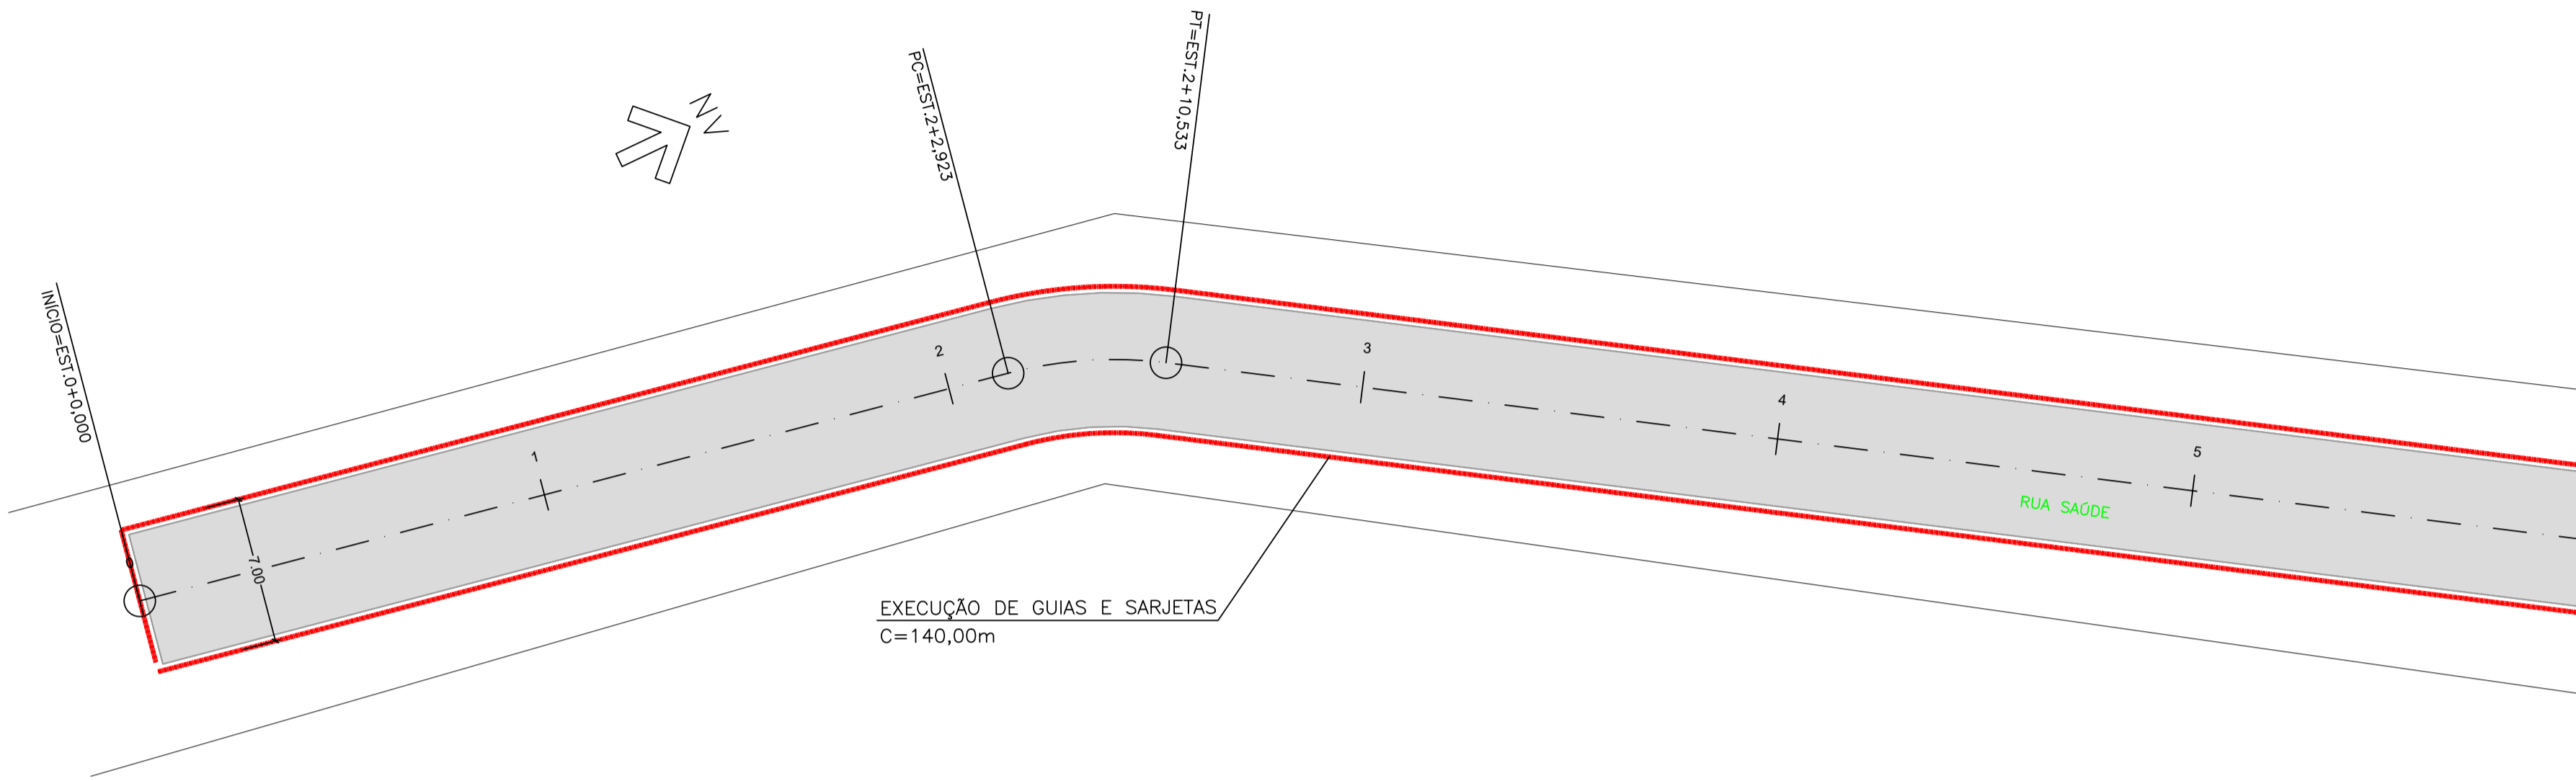 PT=EST.2+10,533
PC=EST.2+2,923
NV
INÍCIO=EST.0+0,000
2
3
4
1
5
RUA SAÚDE
0
7.00
EXECUÇÃO DE GUIAS E SARJETAS
C=140,00m